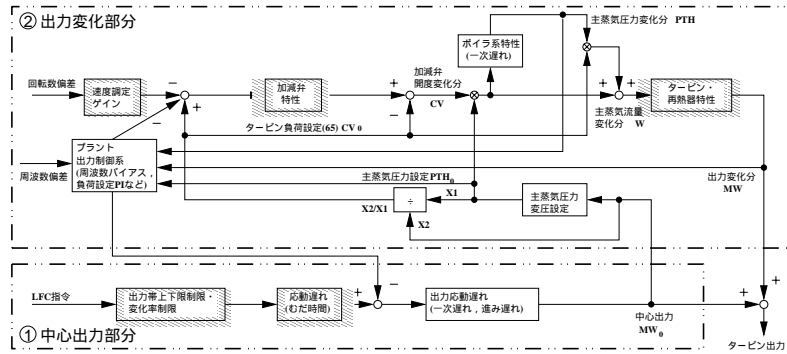 ② 出力変化部分
主蒸気圧力変化分 PTH
ボイラ系特性
(一次遅れ)
回転数偏差
速度調定
ゲイン
加減弁
特性
加減弁
開度変化分
CV
タービン・
再熱器特性
主蒸気流量
変化分 W
タービン負荷設定(65) CV₀
プラント
出力制御系
(周波数バイアス,
負荷設定PIなど)
周波数偏差
主蒸気圧力設定PTH₀
出力変化分
MW
X1
÷
X2/X1
X2
主蒸気圧力
変圧設定
LFC指令
出力帯上下限制限・
変化率制限
応動遅れ
(むだ時間)
出力応動遅れ
(一次遅れ,進み遅れ)
中心出力
MW₀
① 中心出力部分
タービン出力